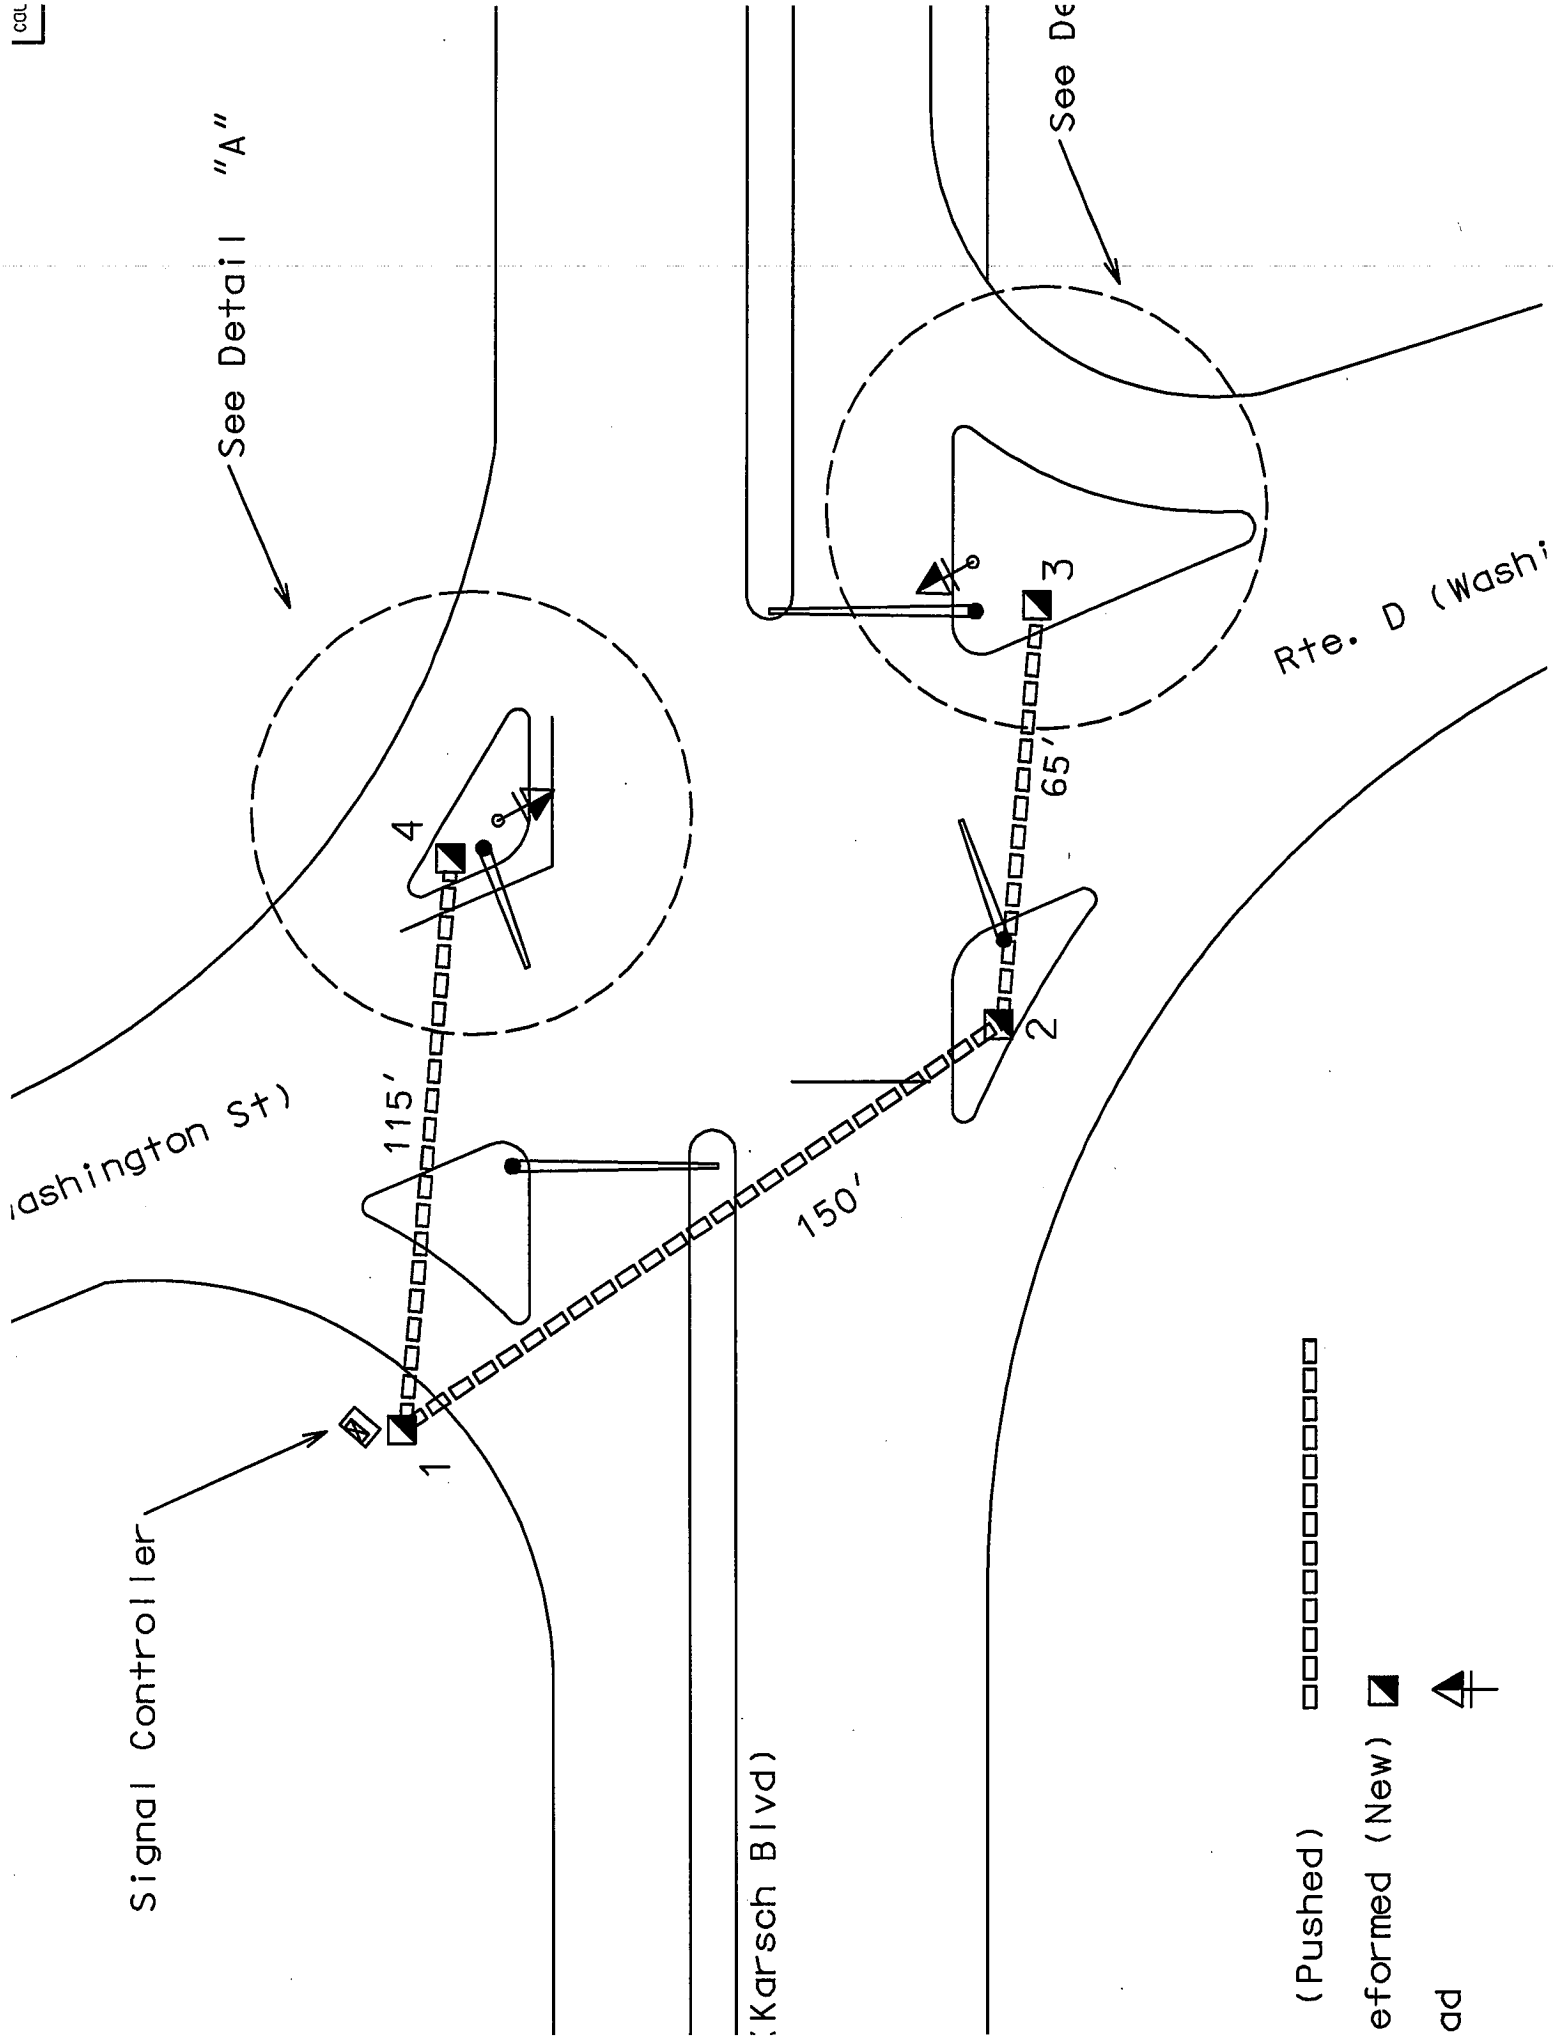 See Detail "A"
See De
4
3
65'
Rte. D (Washi
2
115'
ashington St)
150'
1
Signal Controller
Karsch Blvd)
(Pushed)
eformed (New)
ad